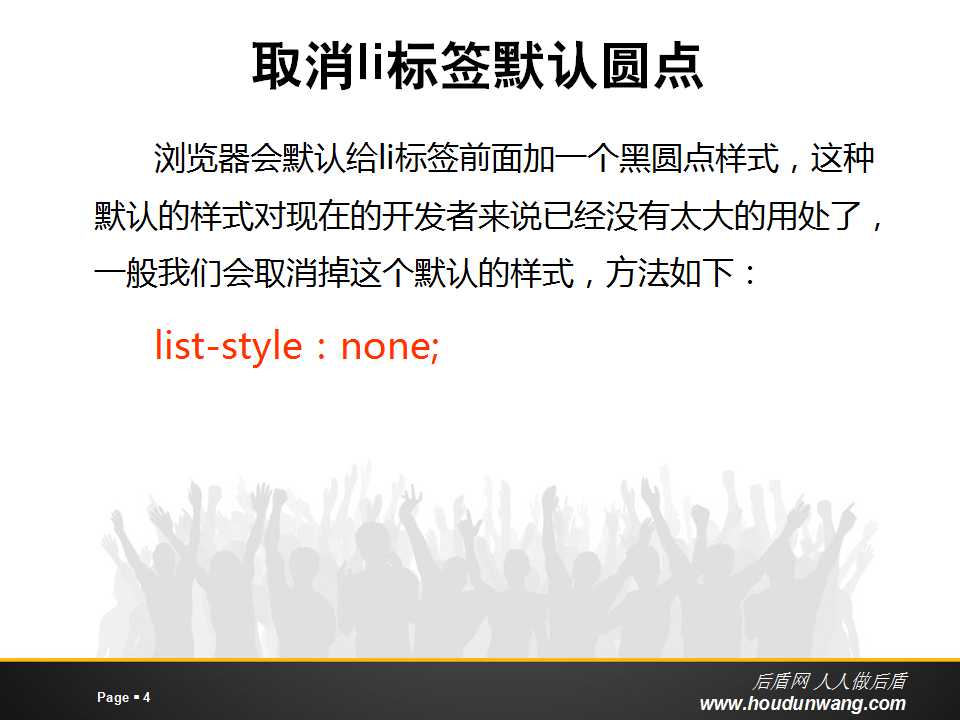 取消li标签默认圆点
浏览器会默认给li标签前面加一个黑圆点样式，这种
默认的样式对现在的开发者来说已经没有太大的用处了，
一般我们会取消掉这个默认的样式，方法如下：
list-style：none;
Page ▪ 4
后盾网 人人做后盾
www.houdunwang.com